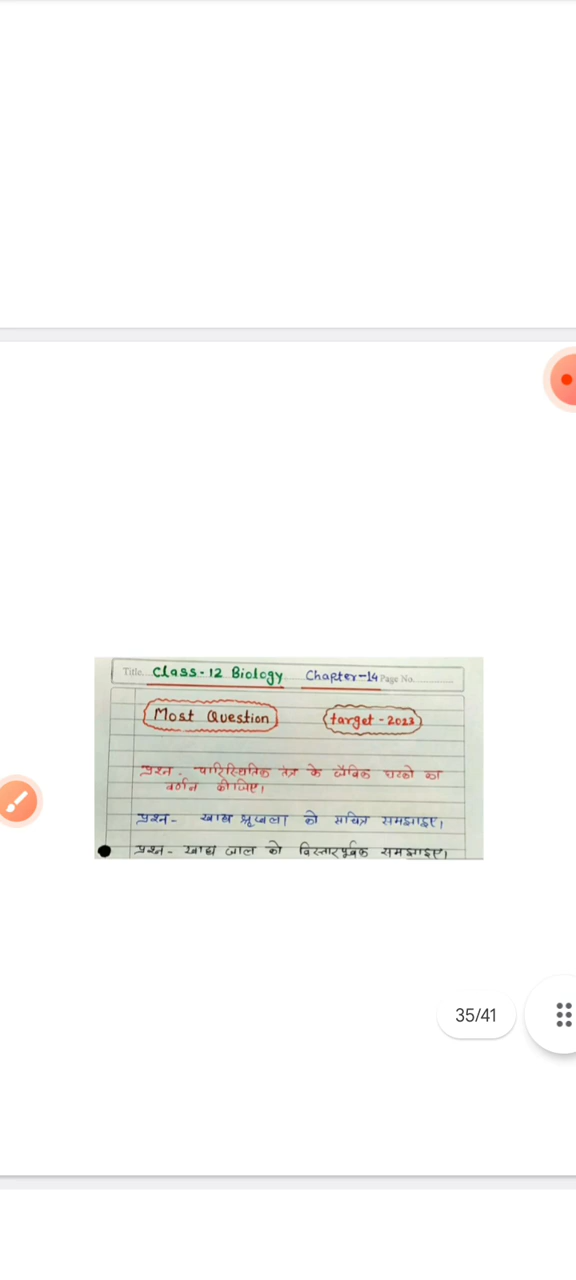 Title. Class-12 Biology Chapter-14 Page No.
Most Question
target-2023
प्रश्न - पारिस्थितिक तंत्र के जैविक घटको का
वर्णन कीजिए।
प्रश्न - खाद्य श्रृंखला को सचित्र समझाइए।
प्रश्न - खाद्य जाल को विस्तारपूर्वक समझाइए।
35/41